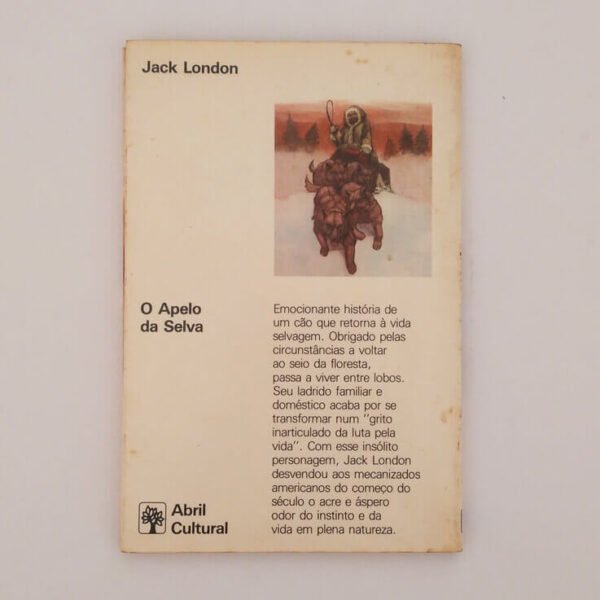 Jack London
O Apelo
da Selva
Emocionante história de
um cão que retorna à vida
selvagem. Obrigado pelas
circunstâncias a voltar
ao seio da floresta,
passa a viver entre lobos.
Seu ladrido familiar e
doméstico acaba por se
transformar num "grito
inarticulado da luta pela
vida". Com esse insólito
personagem, Jack London
desvendou aos mecanizados
americanos do começo do
século o acre e áspero
odor do instinto e da
vida em plena natureza.
Abril
Cultural